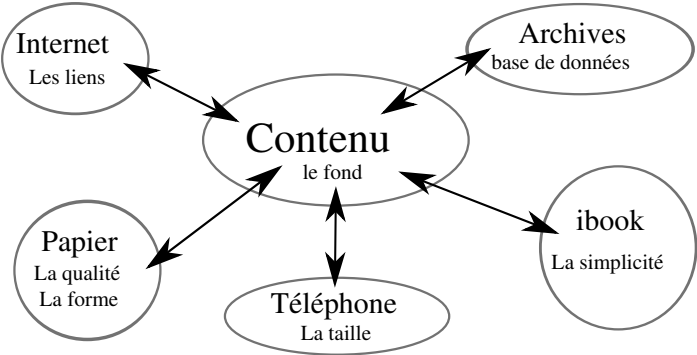 Internet
Les liens
Archives
base de données
Contenu
le fond
Papier
La qualité
La forme
Téléphone
La taille
ibook
La simplicité